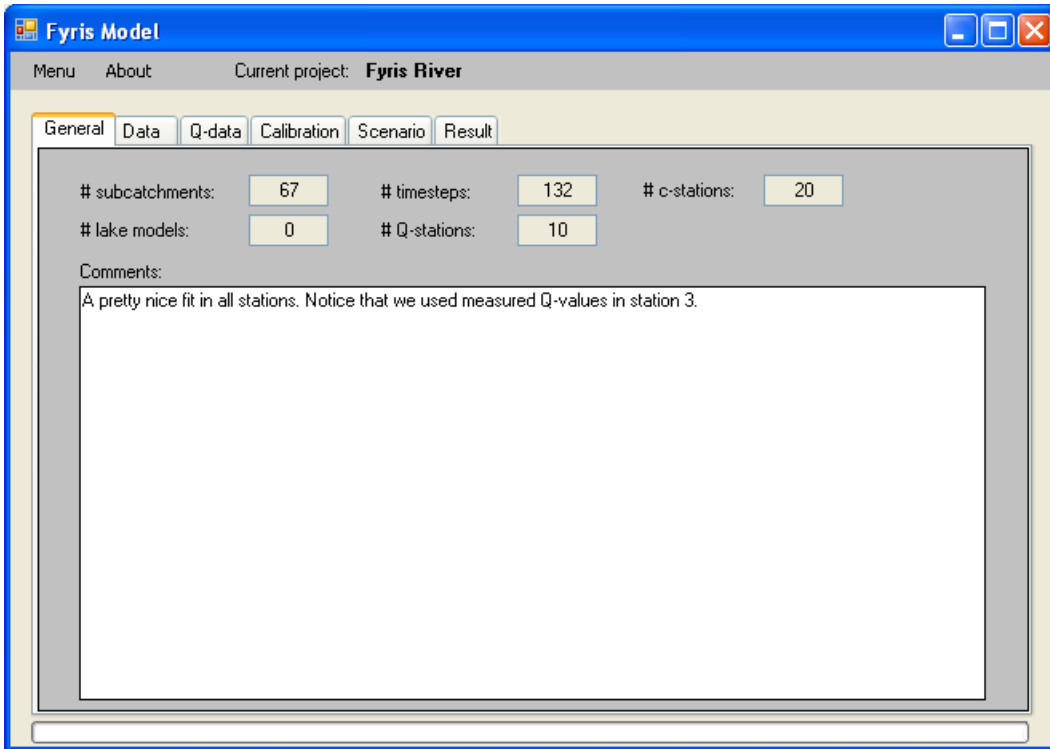 Fyris Model
Menu About Current project: Fyris River
General Data Q-data Calibration Scenario Result
# subcatchments: 67 # timesteps: 132 # c-stations: 20
# lake models: 0 # Q-stations: 10
Comments:
A pretty nice fit in all stations. Notice that we used measured Q-values in station 3.